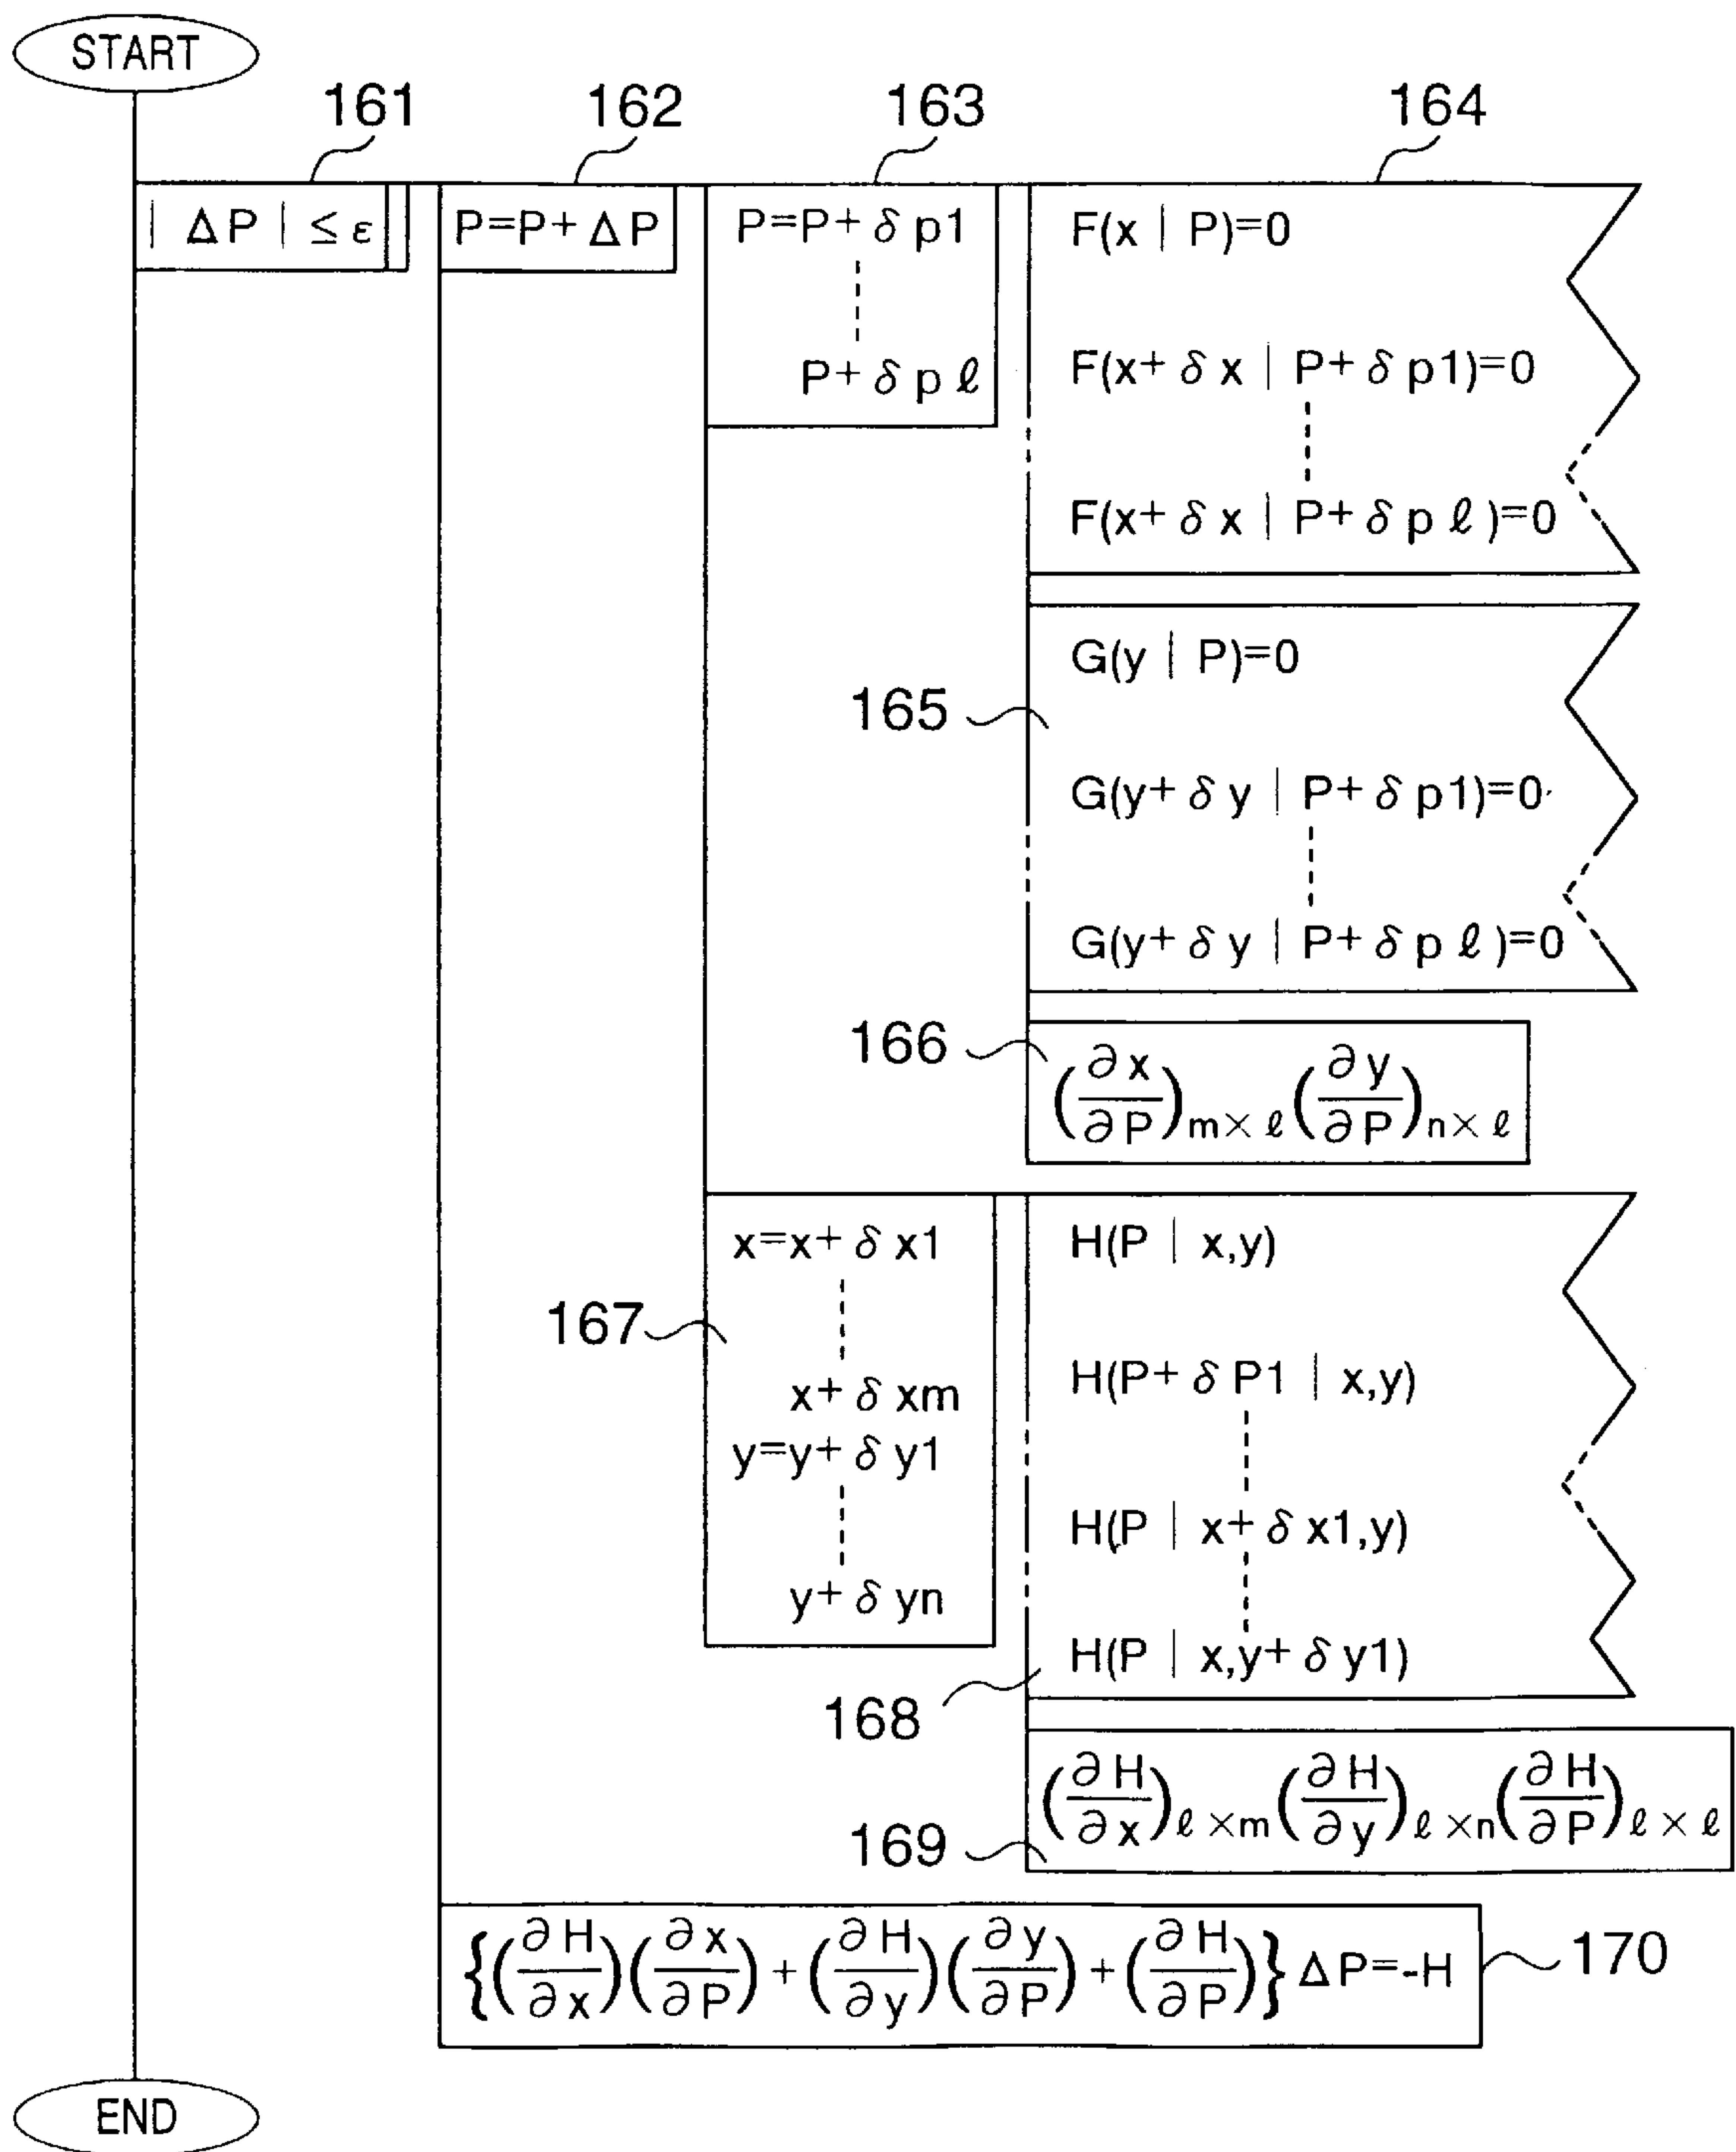 START
161
162
163
164
| ΔP | ≤ ε
P=P+ΔP
P=P+δp1
P+δpℓ
F(x | P)=0
F(x+δx | P+δp1)=0
F(x+δx | P+δpℓ)=0
165
G(y | P)=0
G(y+δy | P+δp1)=0
G(y+δy | P+δpℓ)=0
166
(∂x/∂P)m×ℓ (∂y/∂P)n×ℓ
167
x=x+δx1
x+δxm
y=y+δy1
y+δyn
H(P | x,y)
H(P+δP1 | x,y)
H(P | x+δx1,y)
H(P | x,y+δy1)
168
169
(∂H/∂x)ℓ×m (∂H/∂y)ℓ×n (∂H/∂P)ℓ×ℓ
{(∂H/∂x)(∂x/∂P)+(∂H/∂y)(∂y/∂P)+(∂H/∂P)}ΔP=-H
170
END